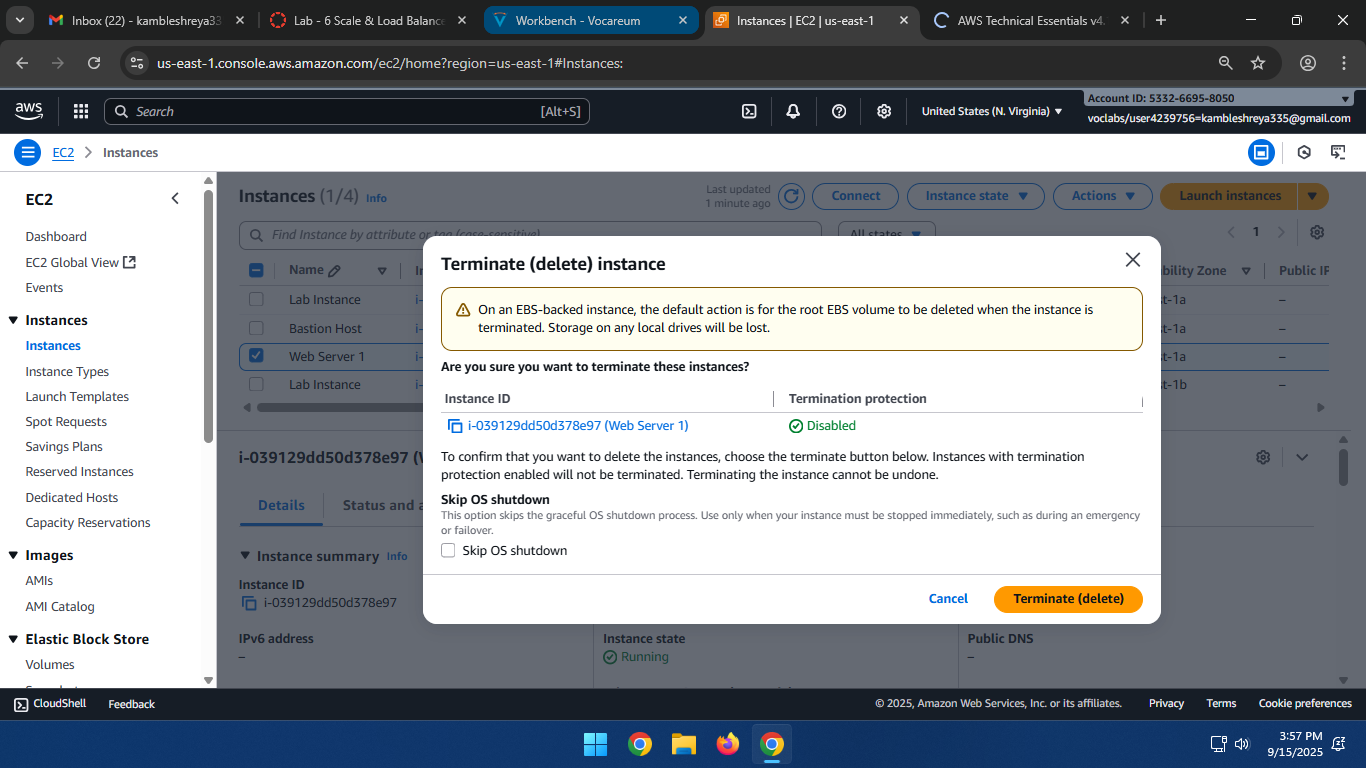 Inbox (22) - kambleshreya33
Lab - 6 Scale & Load Balance
Workbench - Vocareum
Instances | EC2 | us-east-1
AWS Technical Essentials v4.
us-east-1.console.aws.amazon.com/ec2/home?region=us-east-1#Instances:
aws
Search
[Alt+S]
United States (N. Virginia)
Account ID: 5332-6695-8050
voclabs/user4239756=kambleshreya335@gmail.com
EC2
Instances
EC2
Dashboard
EC2 Global View
Events
Instances
Instances
Instance Types
Launch Templates
Spot Requests
Savings Plans
Reserved Instances
Dedicated Hosts
Capacity Reservations
Images
AMIs
AMI Catalog
Elastic Block Store
Volumes
Instances (1/4) Info
Last updated
1 minute ago
Connect
Instance state
Actions
Launch instances
Find Instance by attribute or tag (case-sensitive)
All states
1
Name
bility Zone
Public IP
Lab Instance
i-
st-1a
–
Bastion Host
i-
st-1a
–
Web Server 1
i-
st-1a
–
Lab Instance
i-
st-1b
–
i-039129dd50d378e97 (W
Details
Status and a
Instance summary Info
Instance ID
i-039129dd50d378e97
IPv6 address
–
Instance state
Running
Public DNS
–
Terminate (delete) instance
On an EBS-backed instance, the default action is for the root EBS volume to be deleted when the instance is
terminated. Storage on any local drives will be lost.
Are you sure you want to terminate these instances?
Instance ID
Termination protection
i-039129dd50d378e97 (Web Server 1)
Disabled
To confirm that you want to delete the instances, choose the terminate button below. Instances with termination
protection enabled will not be terminated. Terminating the instance cannot be undone.
Skip OS shutdown
This option skips the graceful OS shutdown process. Use only when your instance must be stopped immediately, such as during an emergency
or failover.
Skip OS shutdown
Cancel
Terminate (delete)
CloudShell
Feedback
© 2025, Amazon Web Services, Inc. or its affiliates.
Privacy
Terms
Cookie preferences
3:57 PM
9/15/2025